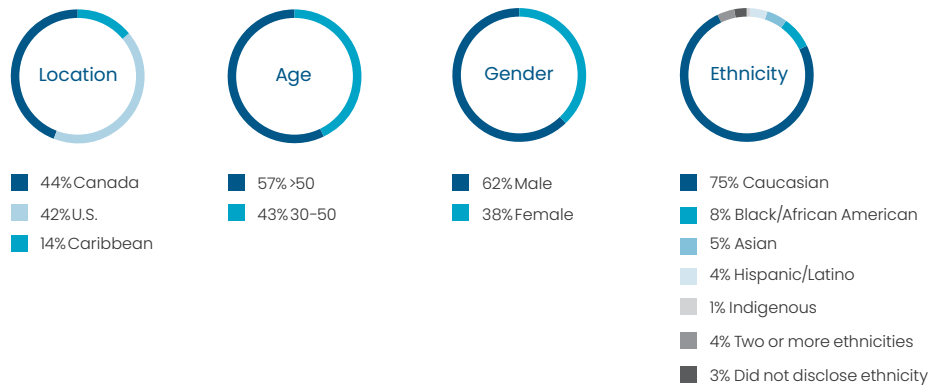 Location
44% Canada
42% U.S.
14% Caribbean
Age
57% >50
43% 30-50
Gender
62% Male
38% Female
Ethnicity
75% Caucasian
8% Black/African American
5% Asian
4% Hispanic/Latino
1% Indigenous
4% Two or more ethnicities
3% Did not disclose ethnicity